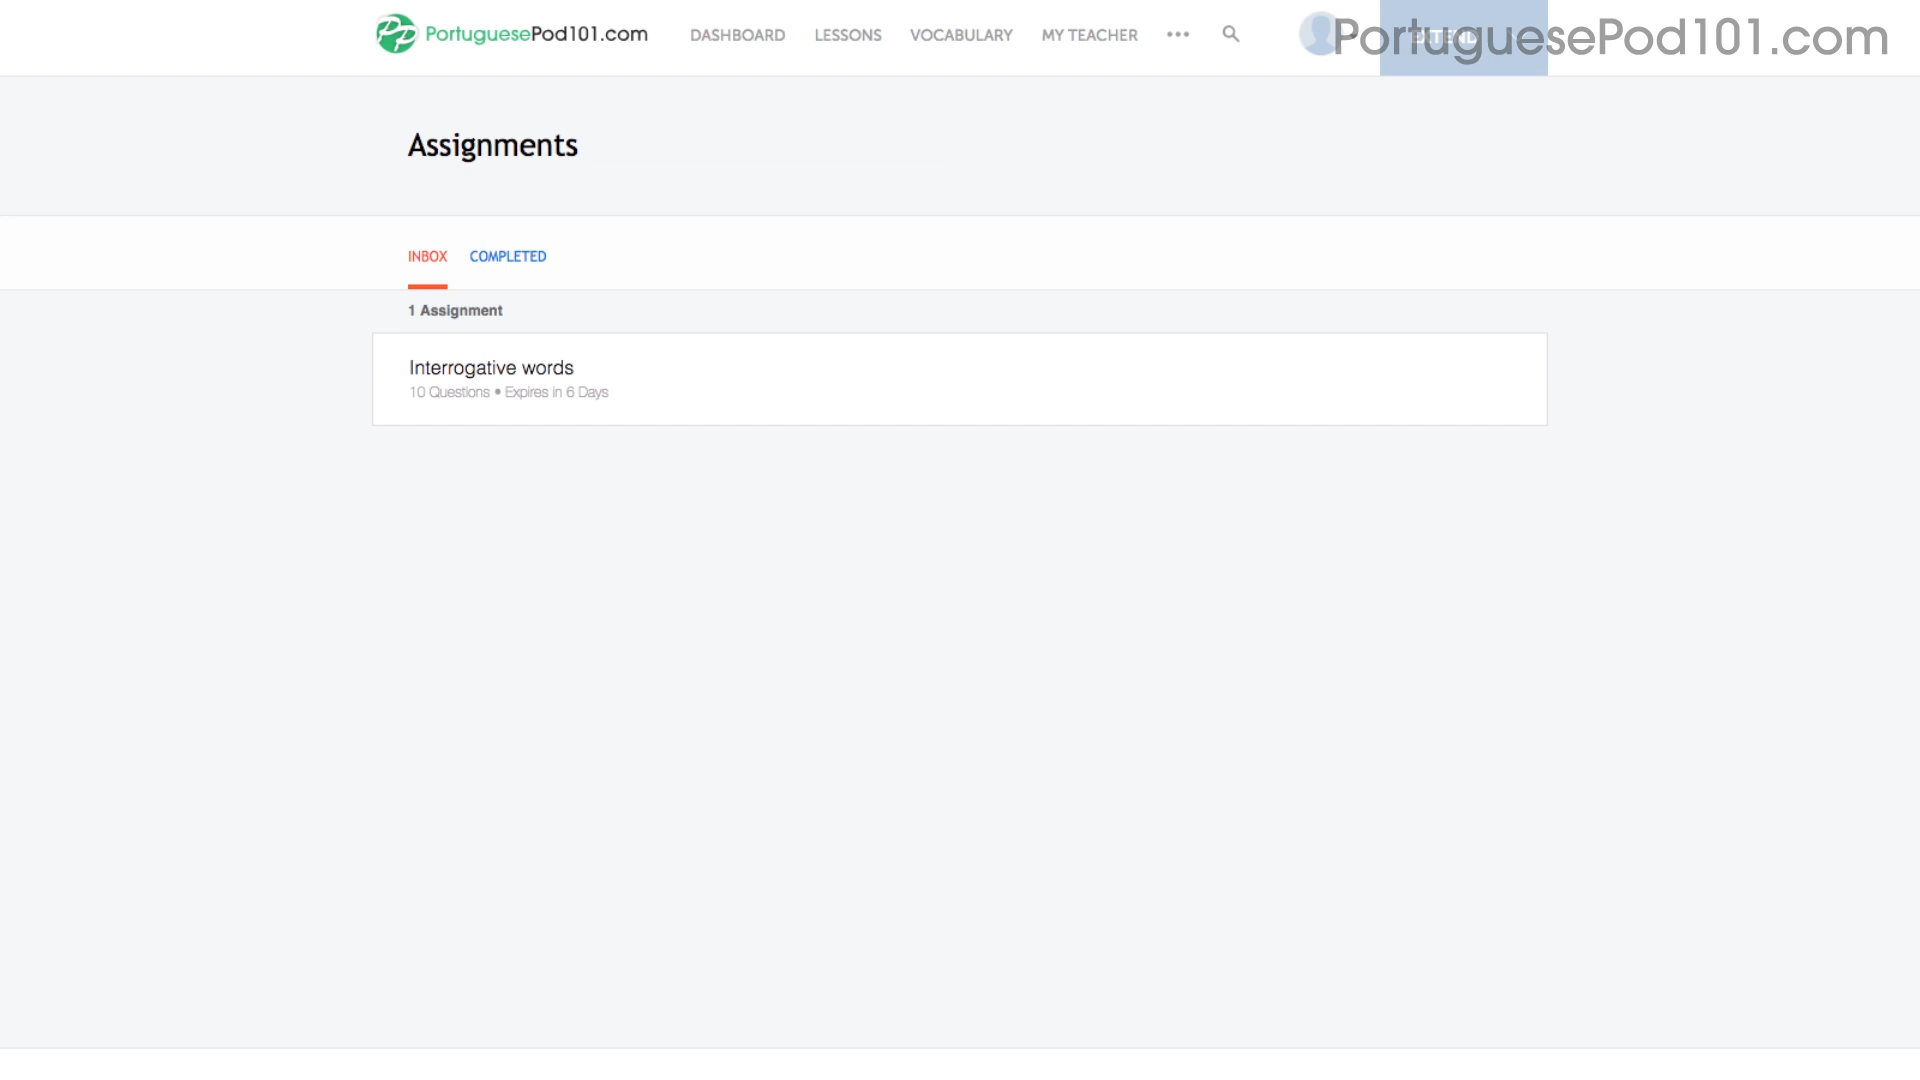 PortuguesePod101.com
DASHBOARD
LESSONS
VOCABULARY
MY TEACHER
PortuguesePod101.com
EXTEND
Assignments
INBOX
COMPLETED
1 Assignment
Interrogative words
10 Questions • Expires in 6 Days